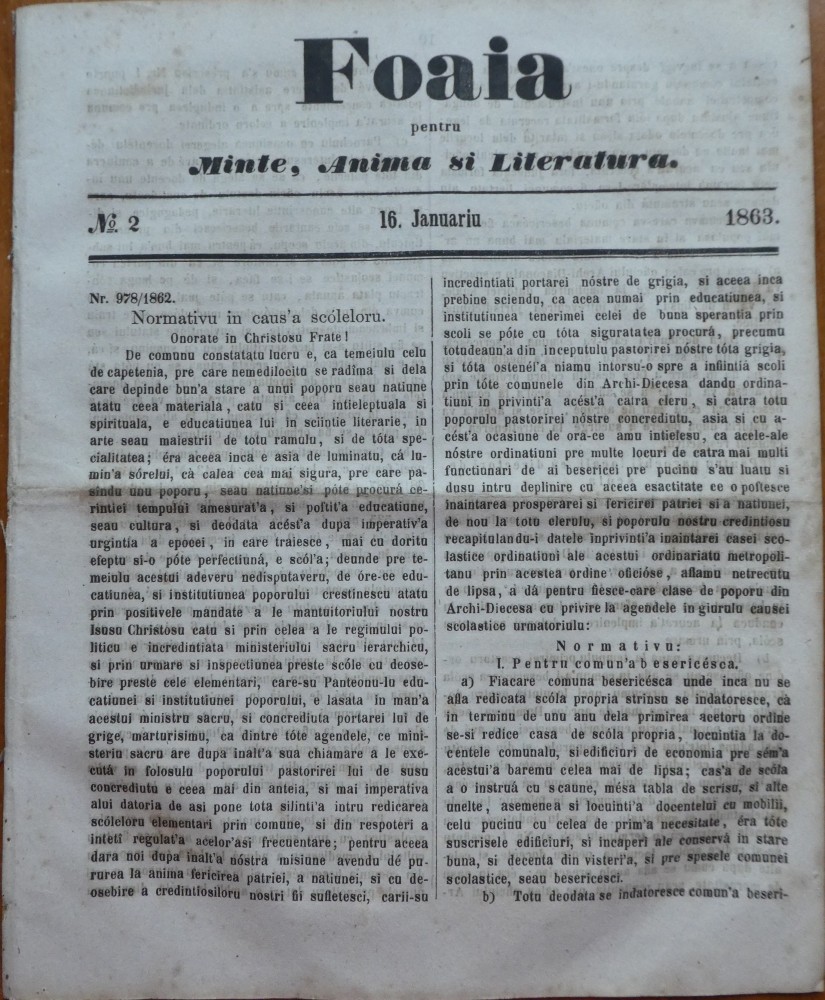 Foaia
pentru
Minte, Anima si Literatura.
№ 2 16. Januariu 1863.
Nr. 978/1862.
Normativu in caus'a scóleloru.
Onorate in Christosu Frate!
De comunu constatatu lucru e, ca temeiulu celu
de capetenia, pre care nemedilocitu se radîma si dela
care depinde bun'a stare a unui poporu seau natiune
atatu ceea materiala, catu si ceea intieleptuala si
spirituala, e educatiunea lui in sciintie literarie, in
arte seau maiestrii de totu ramulu, si de tóta spe-
cialitatea; éra aceea inca e asia de luminatu, cá lu-
min'a sórelui, cà calea cea mai sigura, pre care pa-
sindu unu poporu, seau natiune'si póte procurá ce-
rintiei tempului amesurat'a, si poftit'a educatiune,
seau cultura, si deodata acést'a dupa imperativ'a
urgintia a epocei, in care traiesce, mai cu doritu
efeptu si-o póte perfectiuná, e scól'a; deunde pre te-
meiulu acestui adeveru nedisputaveru, de óre-ce edu-
catiunea, si institutiunea poporului crestinescu atatu
prin positivele mandate a le mantuitoriului nostru
Isusu Christosu catu si prin celea a le regimului po-
liticu e incredintiata ministeriului sacru ierarchicu,
si prin urmare si inspectiunea preste scóle cu deose-
bire preste cele elementari, care-su Panteonu-lu edu-
catiunei si institutiunei poporului, e lasata in man'a
acestui ministru sacru, si concrediuta portarei lui de
grige, marturisimu, ca dintre tóte agendele, ce mini-
steriu sacru are dupa inalt'a sua chiamare a le exe-
cutá in folosulu poporului pastorirei lui de susu
concrediutu e ceea mai din anteia, si mai imperativa
alui datoria de asi pone tota silinti'a intru redicarea
scóleloru elementari prin comune, si din respoteri a
intetî regulat'a acelor'asi frecuentare; pentru aceea
dara noi dupa inalt'a nóstra misiune avendu dé pu-
rurea la anima fericirea patriei, a natiunei, si cu de-
osebire a credintiosiloru nostri fii sufletesci, carii-su
incredintiati portarei nóstre de grigia, si aceea inca
prebine sciendu, ca acea numai prin educatiunea, si
institutiunea tenerimei celei de buna sperantia prin
scoli se póte cu tóta siguratatea procurá, precumu
totudeaun'a din inceputulu pastorirei nóstre tóta grigia,
si tóta ostenél'a niamu intorsu-o spre a infiintia scoli
prin tóte comunele din Archi-Diecesa dandu ordina-
tiuni in privinti'a acést'a catra cleru, si catra totu
poporulu pastorirei nóstre concrediutu, asia si cu a-
cést'a ocasiune de ora-ce amu intielesu, ca acele-ale
nóstre ordinatiuni pre multe locuri de catra mai multi
functiunari de ai besericei pre pucinu s'au luatu si
dusu intru deplinire cu aceea esactitate ce o poftesce
inaintarea prosperarei si fericirei patriei si a natiunei,
de nou la totu clerulu, si poporulu nostru credintiosu
recapitulandu-i datele inprivinti'a inaintarei casei sco-
lastice ordinatiuni ale acestui ordinariatu metropoli-
tanu prin acestea ordine oficióse, aflamu netrecutu
de lipsa, a dá pentru fiesce-care clase de poporu din
Archi-Diecesa cu privire la agendele in giurulu causei
scolastice urmatoriulu:
Normativu:
I. Pentru comun'a besericésca.
a) Fiacare comuna besericésca unde inca nu se
afla redicata scóla propria strinsu se indatoresce, cà
in terminu de unu anu dela primirea acetoru ordine
se-si redice casa de scóla propria, locuintia la do-
centele comunalu, si edificiuri de economia pre sém'a
acestui'a baremu celea mai de lipsa; cas'a de scóla
a o instruá cu scaune, mésa tabla de scrisu, si alte
unelte, asemenea si locuinti'a docentelui cu mobilii,
celu pucinu cu celea de prim'a necesitate, éra tóte
suscrisele edificiuri, si incaperi ale conservá in stare
buna, si decenta din visteri'a, si pre spesele comunei
scolastice, seau besericesci.
b) Totu deodata se indatoresce comun'a beseri-